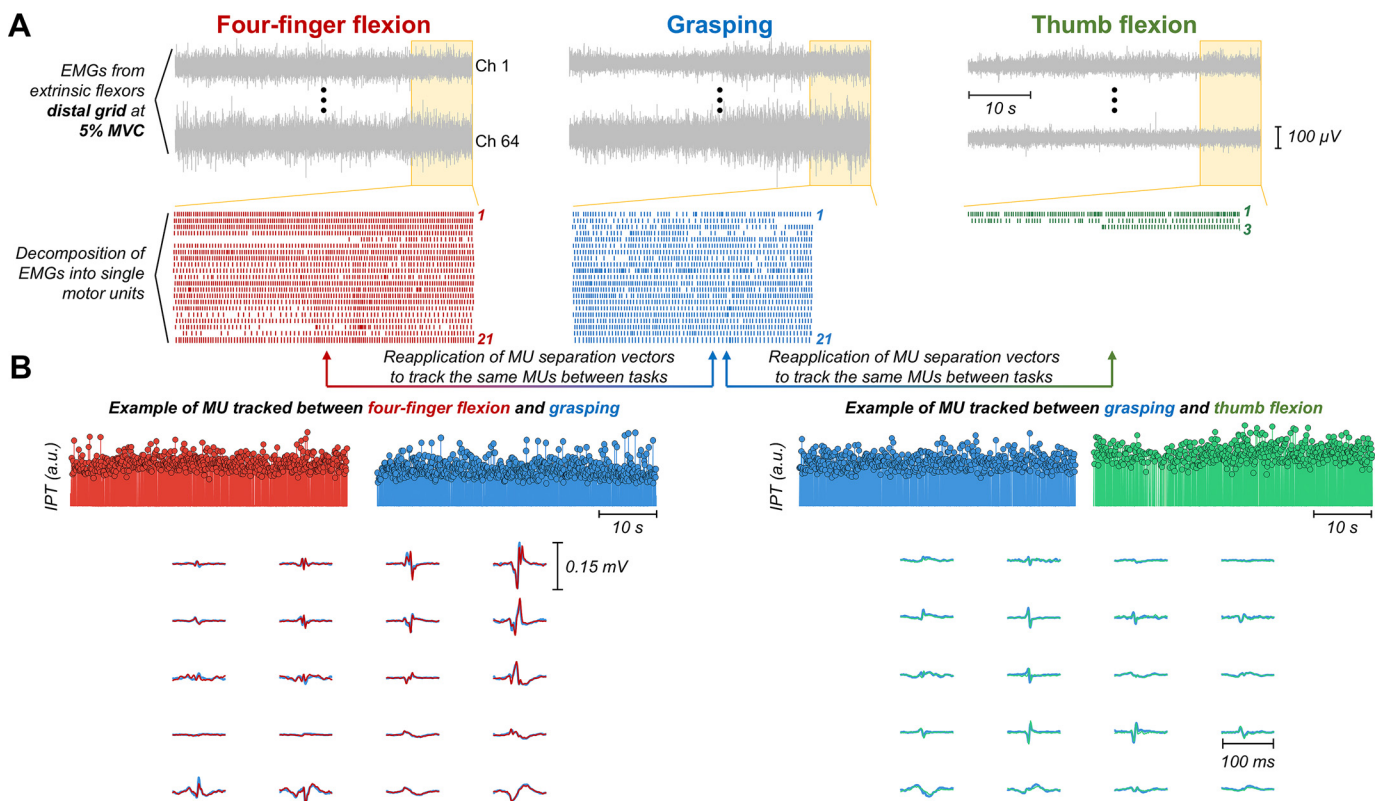 A
Four-finger flexion
Grasping
Thumb flexion
EMGs from
extrinsic flexors
distal grid at
5% MVC
Ch 1
Ch 64
10 s
100 µV
Decomposition of
EMGs into single
motor units
1
21
1
21
1
3
Reapplication of MU separation vectors
to track the same MUs between tasks
Reapplication of MU separation vectors
to track the same MUs between tasks
B
Example of MU tracked between four-finger flexion and grasping
Example of MU tracked between grasping and thumb flexion
IPT (a.u.)
10 s
IPT (a.u.)
10 s
0.15 mV
100 ms